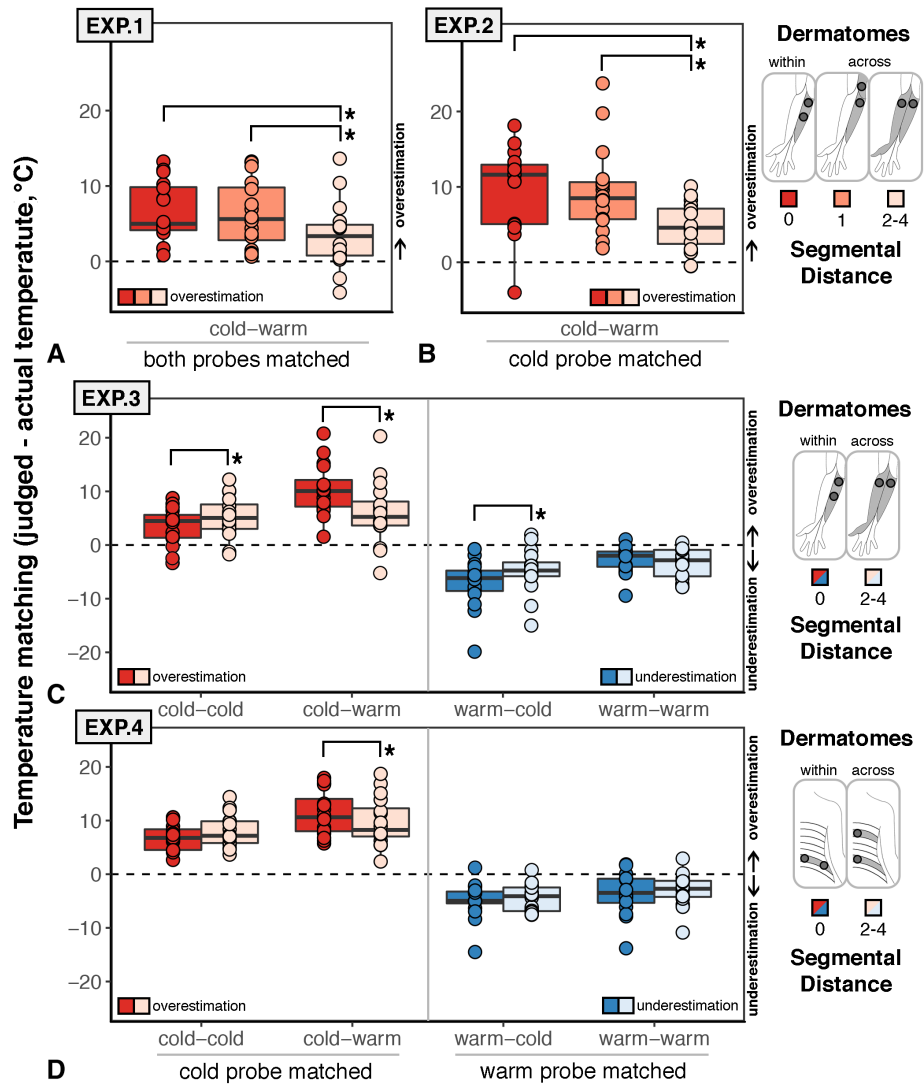 Temperature matching (judged - actual temperatute, °C)
EXP.1
20
10
0
*
*
overestimation
overestimation
cold–warm
A
both probes matched
EXP.2
20
10
0
*
*
overestimation
overestimation
cold–warm
B
cold probe matched
Dermatomes
within
across
0
1
2-4
Segmental
Distance
EXP.3
20
10
0
−10
−20
*
*
*
overestimation
underestimation
overestimation
underestimation
C
cold–cold
cold–warm
warm–cold
warm–warm
Dermatomes
within
across
0
2-4
Segmental
Distance
EXP.4
20
10
0
−10
−20
*
overestimation
underestimation
overestimation
underestimation
cold–cold
cold–warm
warm–cold
warm–warm
D
cold probe matched
warm probe matched
Dermatomes
within
across
0
2-4
Segmental
Distance